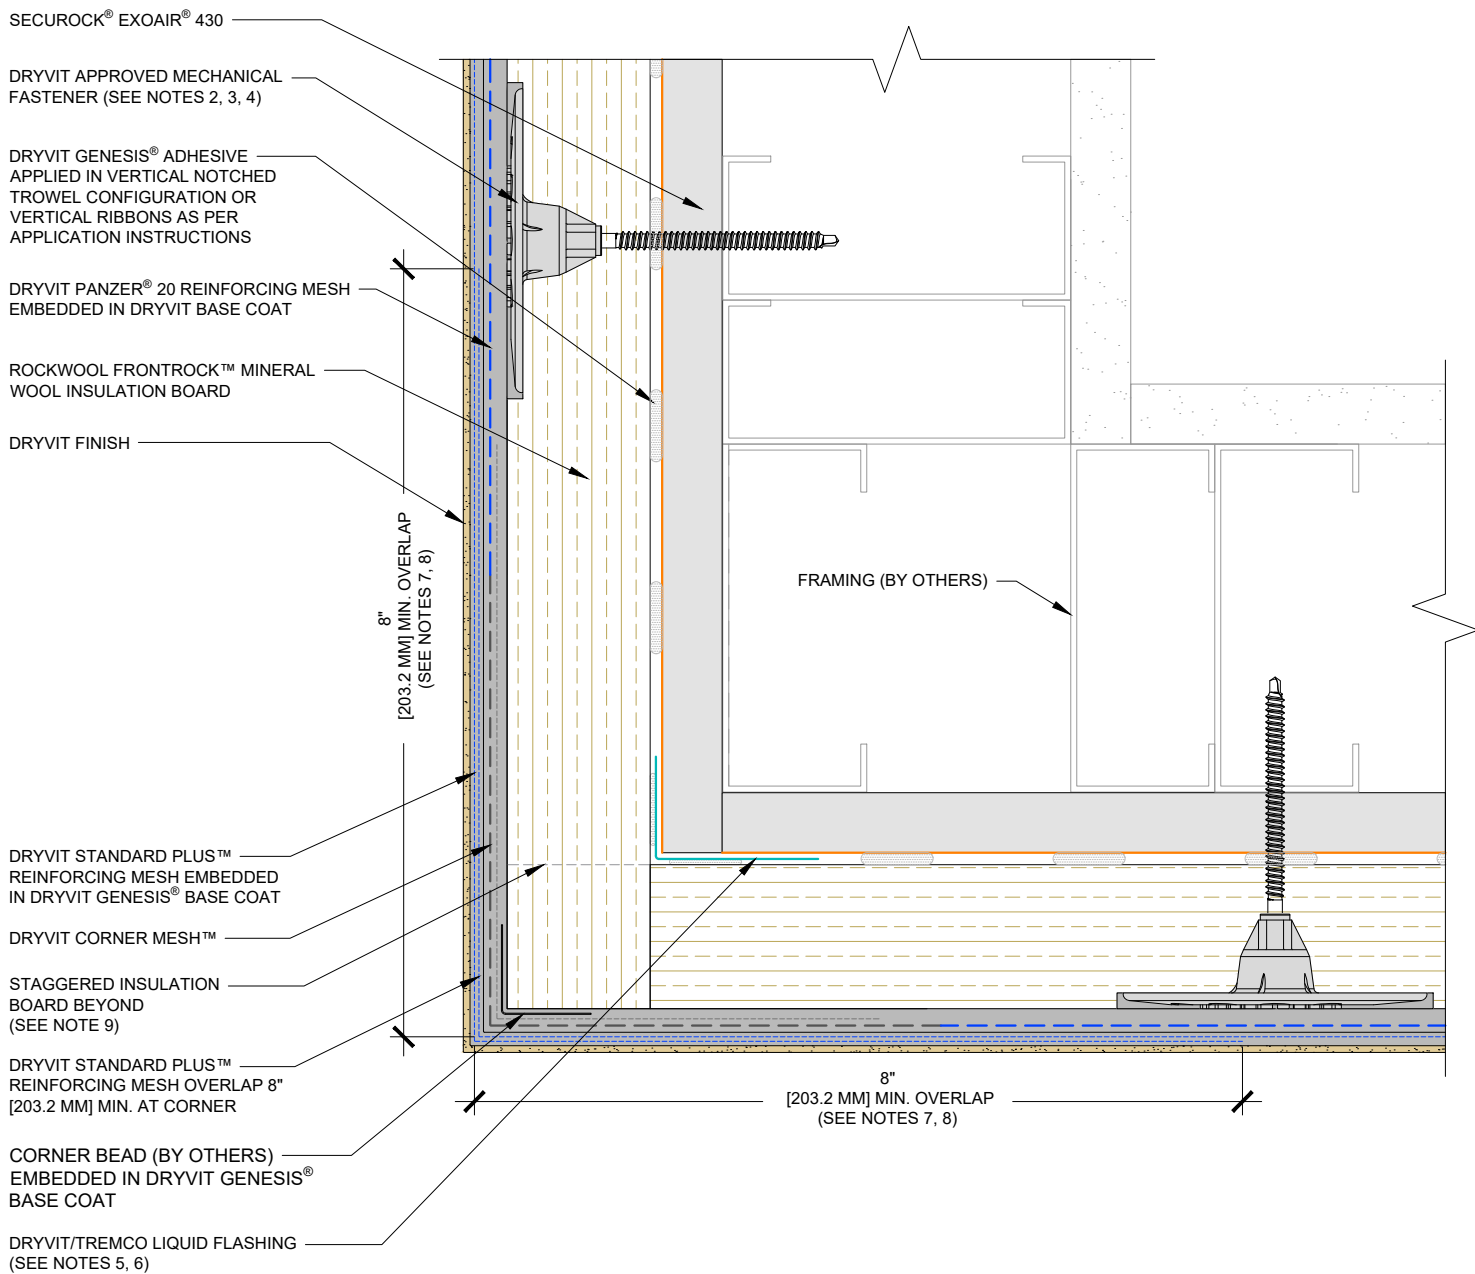 SECUROCK® EXOAIR® 430
DRYVIT APPROVED MECHANICAL
FASTENER (SEE NOTES 2, 3, 4)
DRYVIT GENESIS® ADHESIVE
APPLIED IN VERTICAL NOTCHED
TROWEL CONFIGURATION OR
VERTICAL RIBBONS AS PER
APPLICATION INSTRUCTIONS
DRYVIT PANZER® 20 REINFORCING MESH
EMBEDDED IN DRYVIT BASE COAT
ROCKWOOL FRONTROCK™ MINERAL
WOOL INSULATION BOARD
DRYVIT FINISH
8"
[203.2 MM] MIN. OVERLAP
(SEE NOTES 7, 8)
FRAMING (BY OTHERS)
DRYVIT STANDARD PLUS™
REINFORCING MESH EMBEDDED
IN DRYVIT GENESIS® BASE COAT
DRYVIT CORNER MESH™
STAGGERED INSULATION
BOARD BEYOND
(SEE NOTE 9)
DRYVIT STANDARD PLUS™
REINFORCING MESH OVERLAP 8"
[203.2 MM] MIN. AT CORNER
8"
[203.2 MM] MIN. OVERLAP
(SEE NOTES 7, 8)
CORNER BEAD (BY OTHERS)
EMBEDDED IN DRYVIT GENESIS®
BASE COAT
DRYVIT/TREMCO LIQUID FLASHING
(SEE NOTES 5, 6)